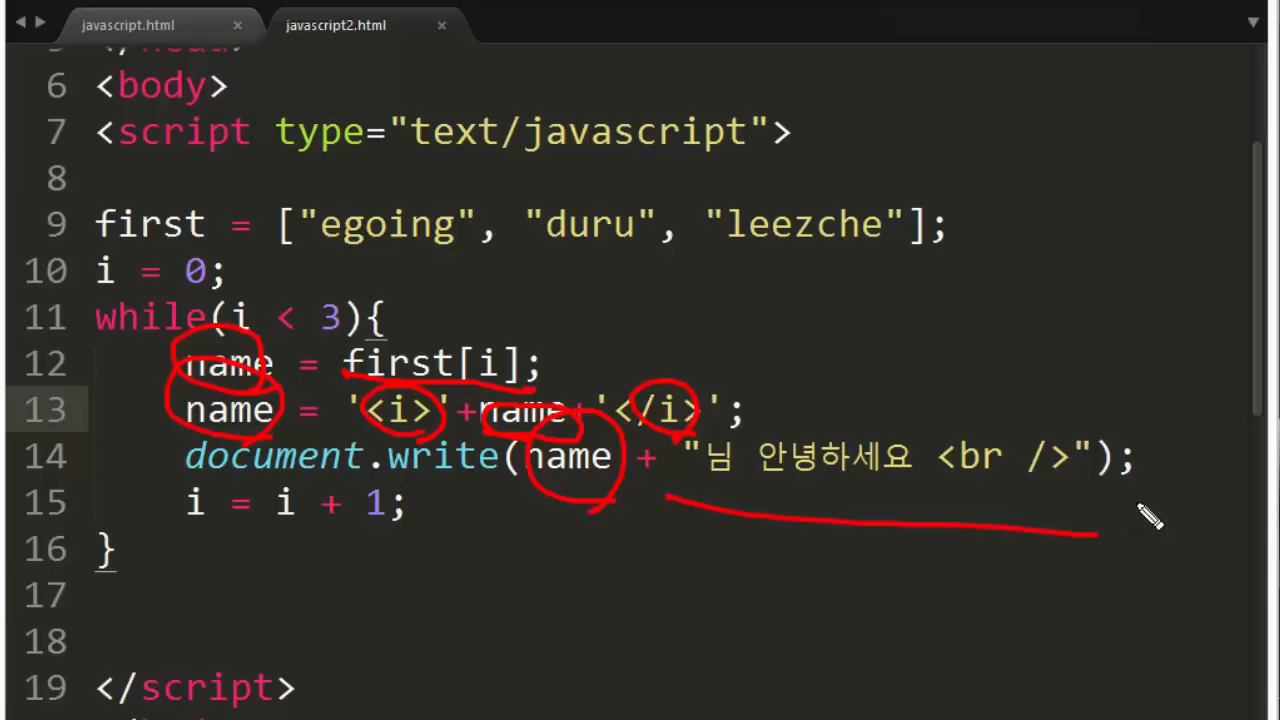 javascript.html × javascript2.html ×
5 </head>
6 <body>
7 <script type="text/javascript">
8
9 first = ["egoing", "duru", "leezche"];
10 i = 0;
11 while(i < 3){
12 name = first[i];
13 name = '<i>'+name+'</i>';
14 document.write(name + "님 안녕하세요 <br />");
15 i = i + 1;
16 }
17
18
19 </script>